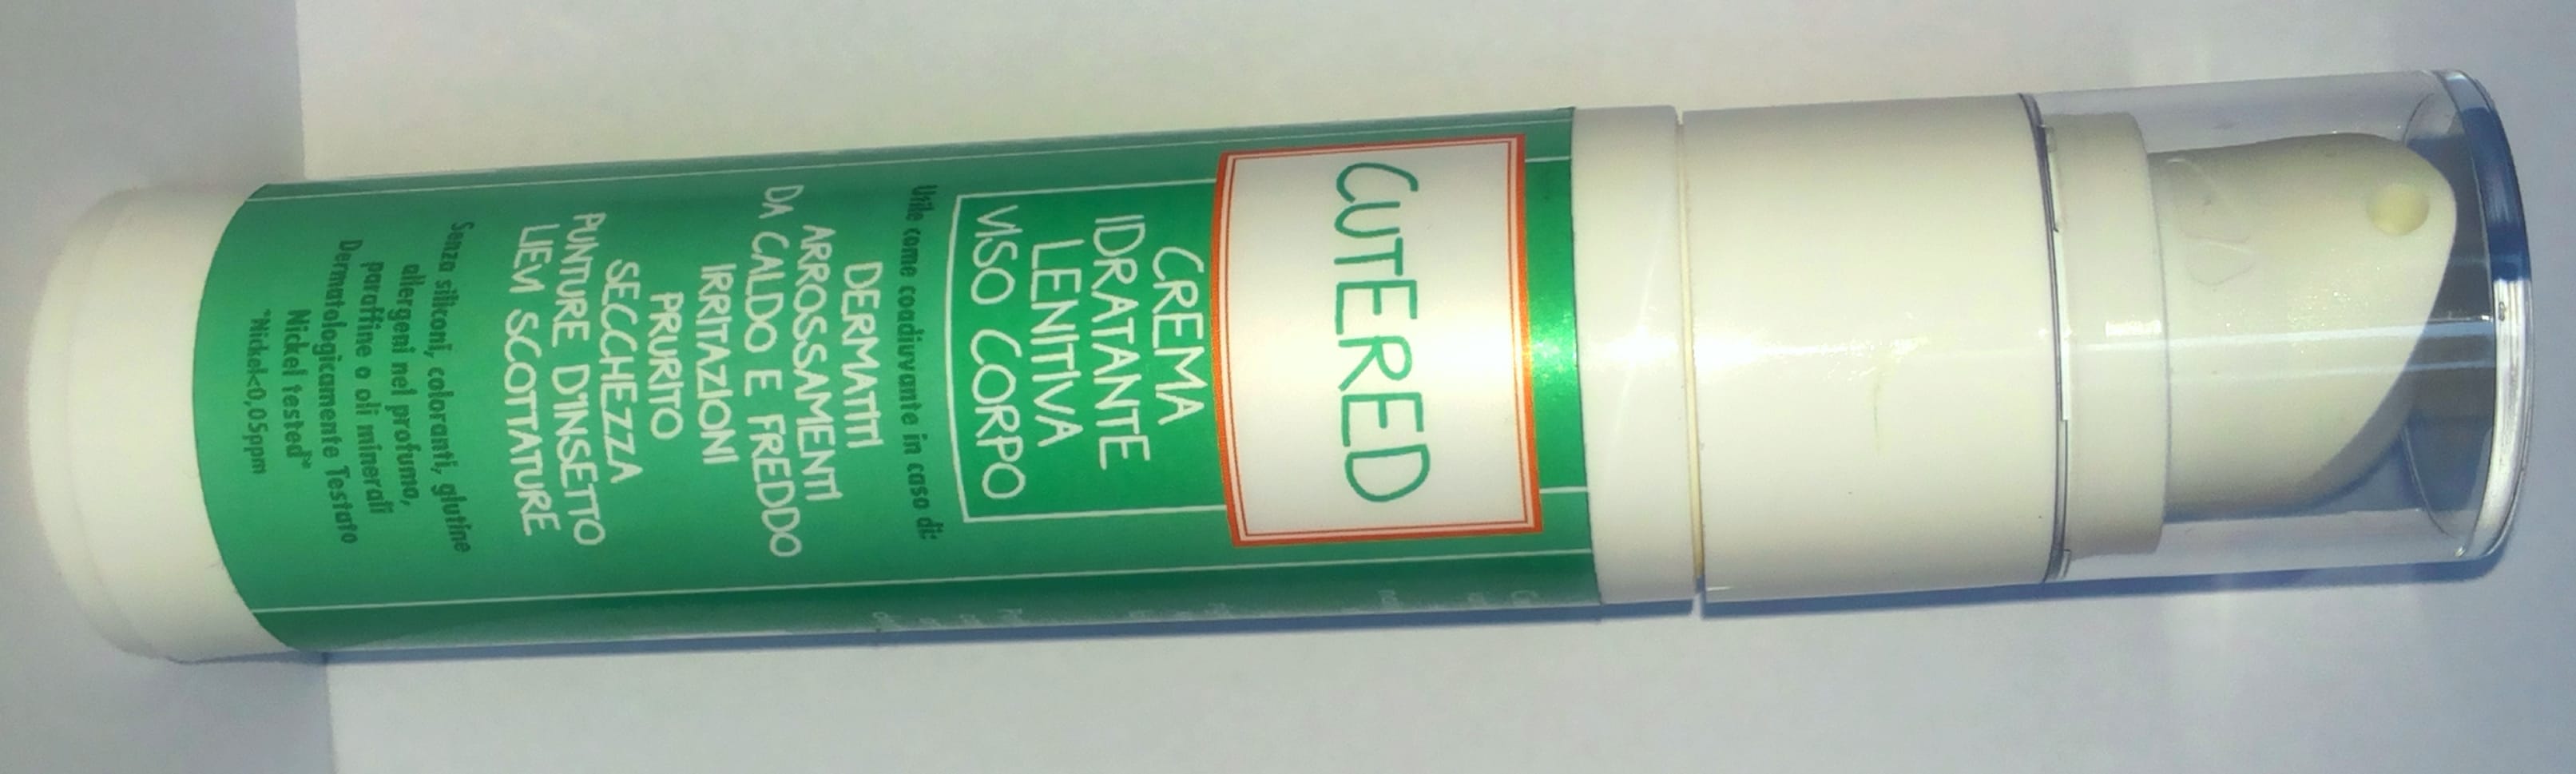 CUTERED
CREMA
IDRATANTE
LENITIVA
VISO CORPO
Utile come coadiuvante in caso di:
DERMATITI
ARROSSAMENTI
DA CALDO E FREDDO
IRRITAZIONI
PRURITO
SECCHEZZA
PUNTURE D'INSETTO
LIEVI SCOTTATURE
Senza siliconi, coloranti, glutine
allergeni nel profumo,
paraffine o oli minerali
Dermatologicamente Testato
Nickel tested*
*Nickel<0,05ppm